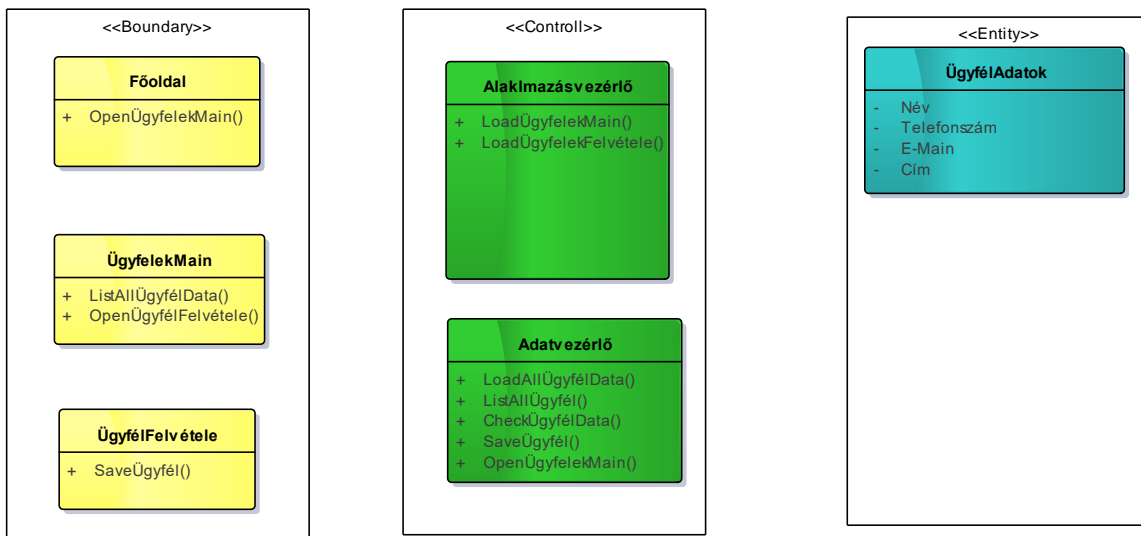 <<Boundary>>
Főoldal
+ OpenÜgyfelekMain()
ÜgyfelekMain
+ ListAllÜgyfélData()
+ OpenÜgyfélFelvétele()
ÜgyfélFelvétele
+ SaveÜgyfél()
<<Controll>>
Alaklmazásvezérlő
+ LoadÜgyfelekMain()
+ LoadÜgyfelekFelvétele()
Adatvezérlő
+ LoadAllÜgyfélData()
+ ListAllÜgyfél()
+ CheckÜgyfélData()
+ SaveÜgyfél()
+ OpenÜgyfelekMain()
<<Entity>>
ÜgyfélAdatok
- Név
- Telefonszám
- E-Main
- Cím